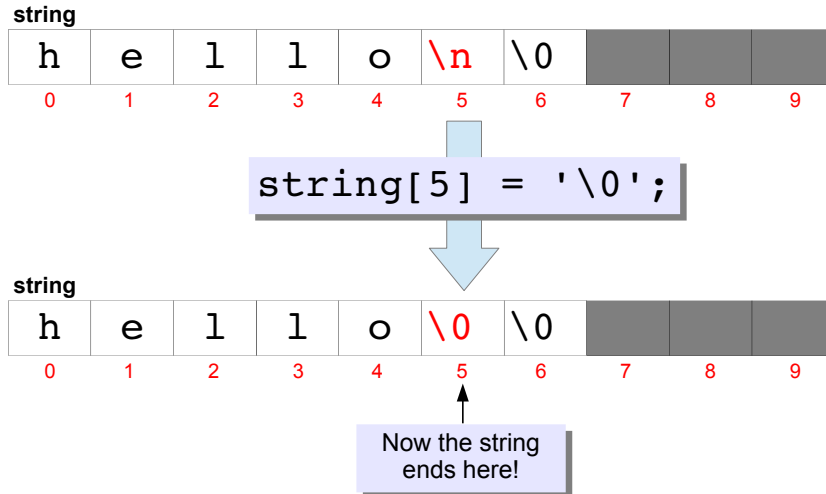 string
h e l l o \n \0
0 1 2 3 4 5 6 7 8 9
string[5] = '\0';
string
h e l l o \0 \0
0 1 2 3 4 5 6 7 8 9
Now the string
ends here!